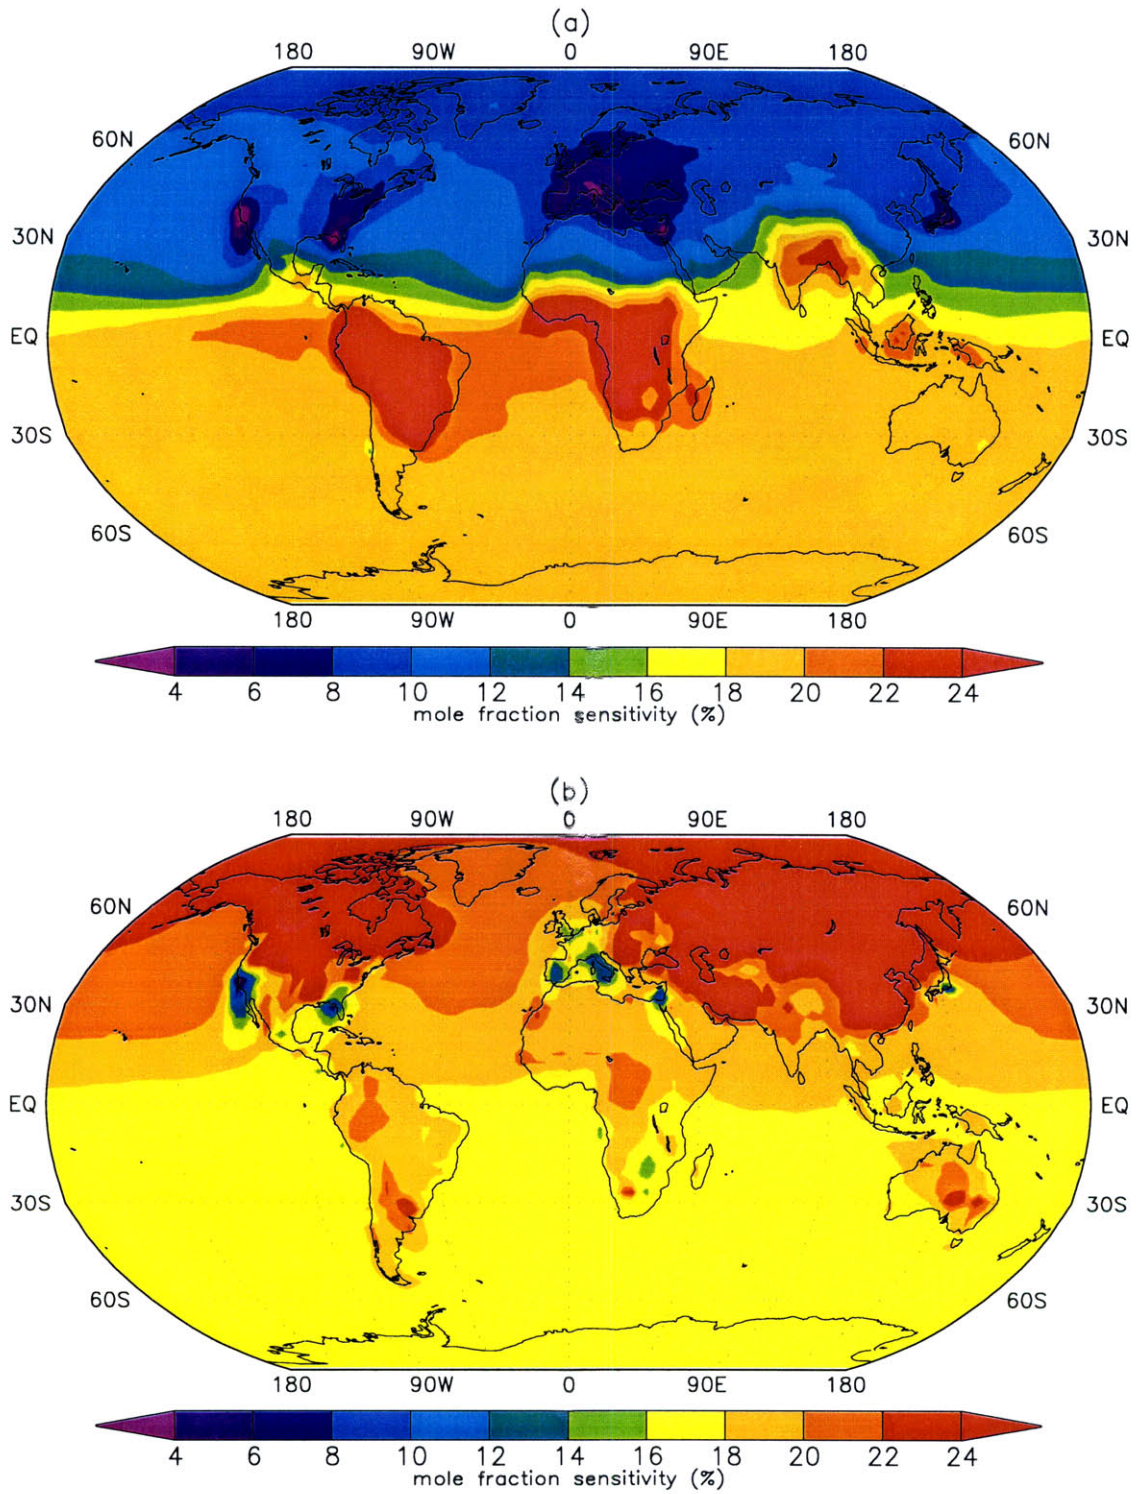 (a)
180 90W 0 90E 180
60N 60N
30N 30N
EQ EQ
30S 30S
60S 60S
180 90W 0 90E 180
4 6 8 10 12 14 16 18 20 22 24
mole fraction sensitivity (%)
(b)
180 90W 0 90E 180
60N 60N
30N 30N
EQ EQ
30S 30S
60S 60S
180 90W 0 90E 180
4 6 8 10 12 14 16 18 20 22 24
mole fraction sensitivity (%)